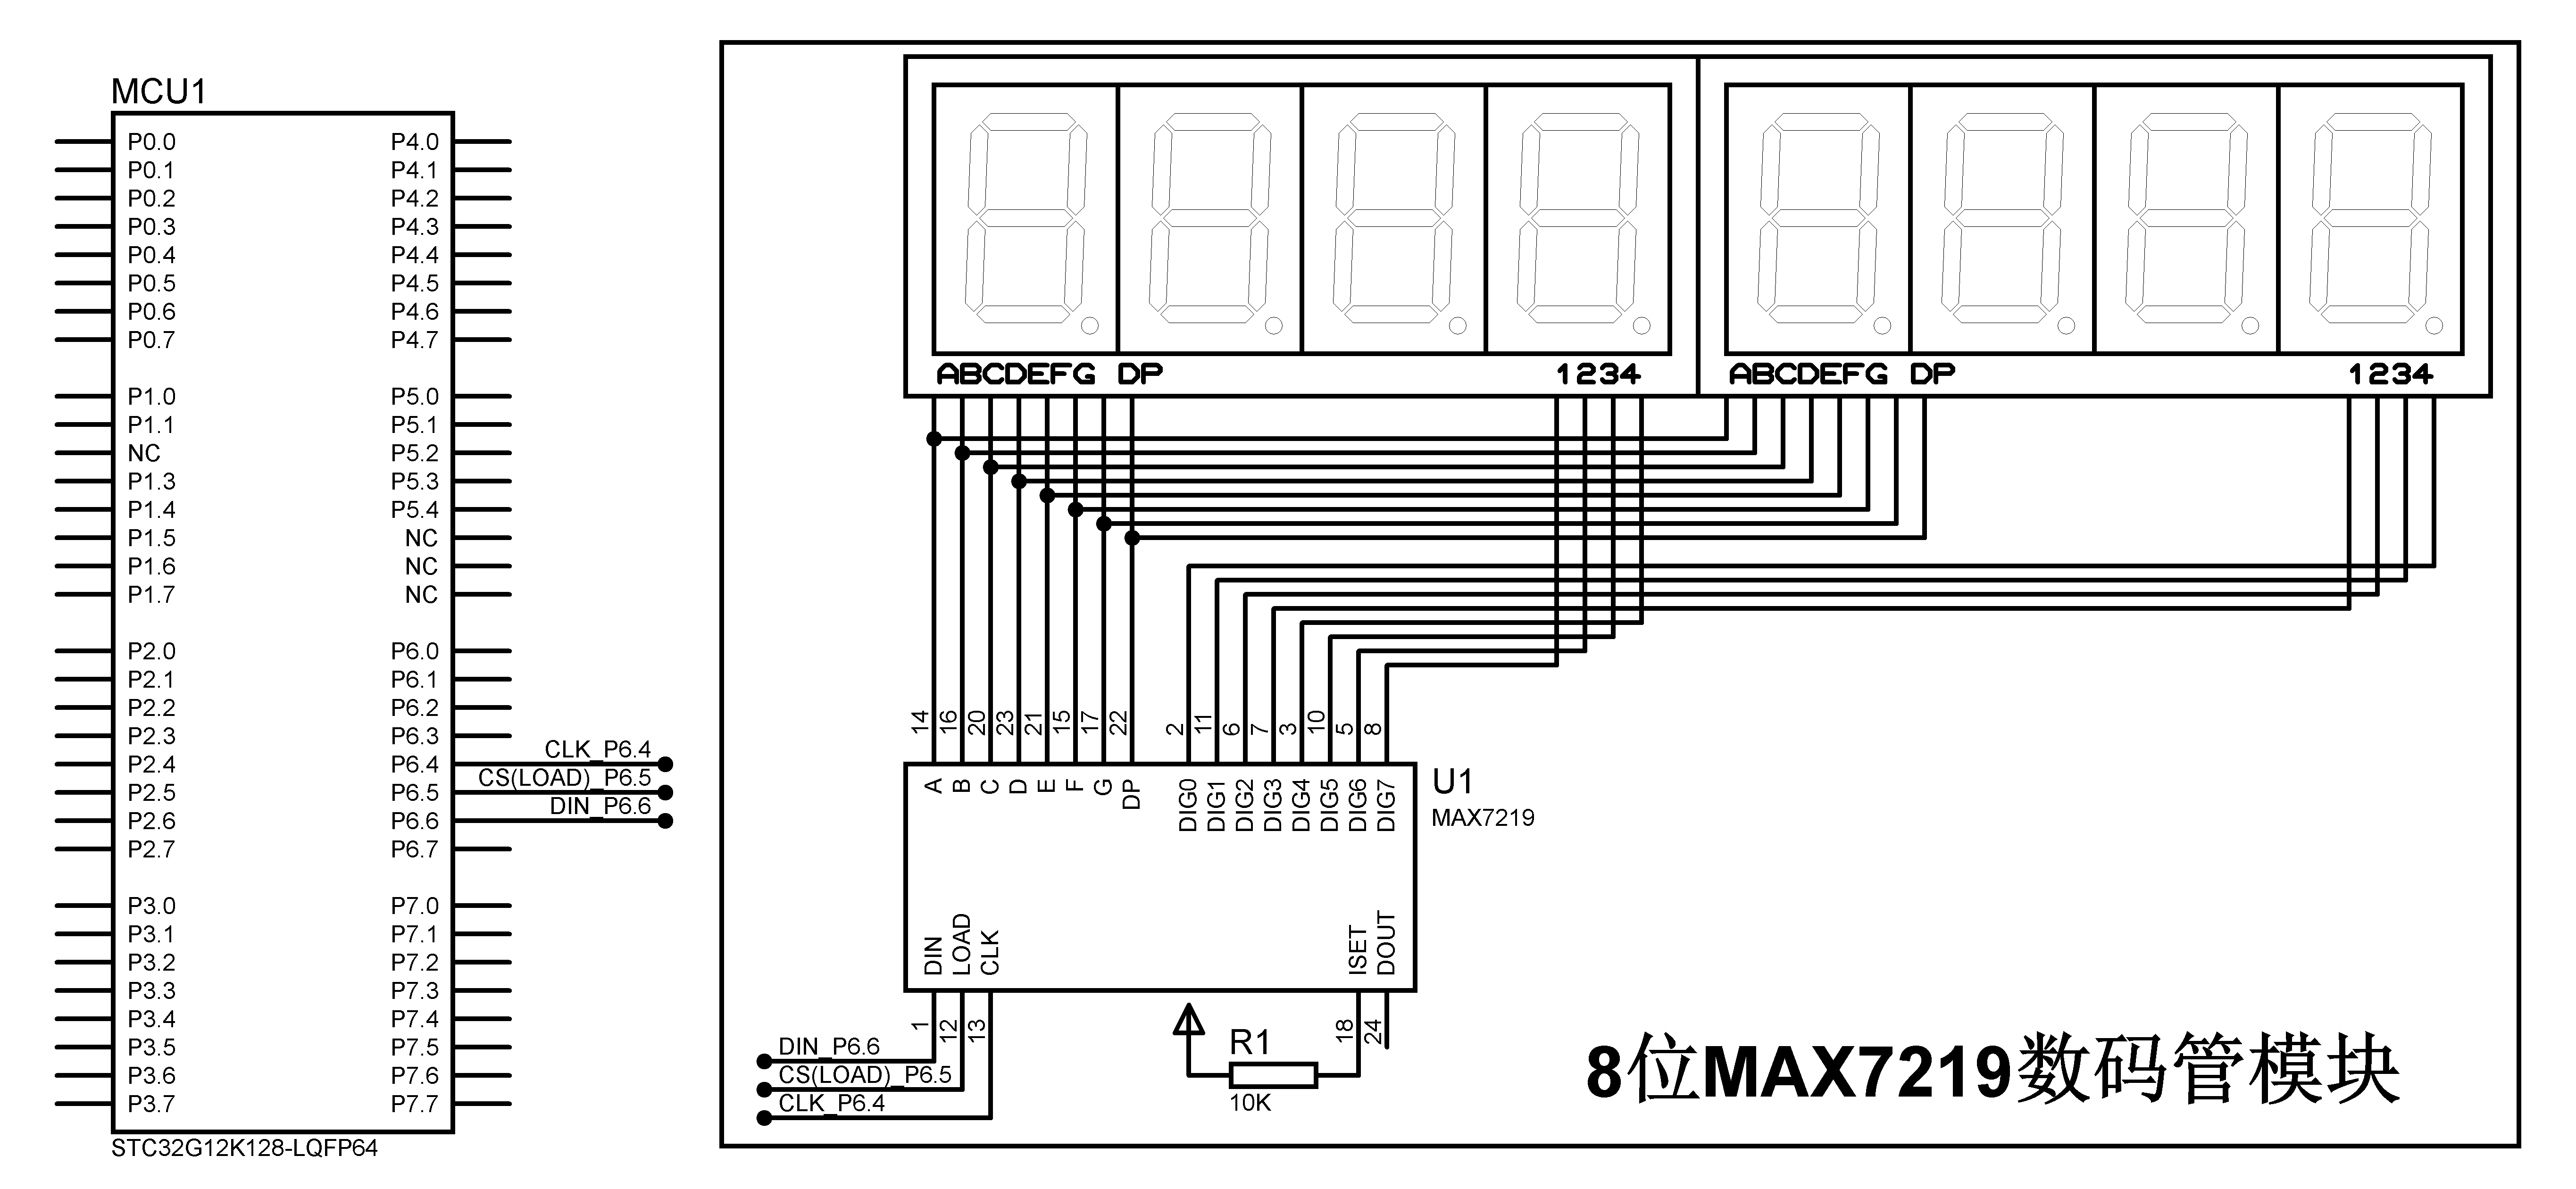 MCU1
P0.0 P4.0
P0.1 P4.1
P0.2 P4.2
P0.3 P4.3
P0.4 P4.4
P0.5 P4.5
P0.6 P4.6
P0.7 P4.7
P1.0 P5.0
P1.1 P5.1
NC P5.2
P1.3 P5.3
P1.4 P5.4
P1.5 NC
P1.6 NC
P1.7 NC
P2.0 P6.0
P2.1 P6.1
P2.2 P6.2
P2.3 P6.3
CLK_P6.4
P2.4 P6.4
CS(LOAD)_P6.5
P2.5 P6.5
DIN_P6.6
P2.6 P6.6
P2.7 P6.7
P3.0 P7.0
P3.1 P7.1
P3.2 P7.2
P3.3 P7.3
P3.4 P7.4
P3.5 P7.5
P3.6 P7.6
P3.7 P7.7
STC32G12K128-LQFP64
ABCDEFG DP 1234
ABCDEFG DP 1234
14 16 20 23 21 15 17 22 2 11 6 7 3 10 5 8
A B C D E F G DP DIG0 DIG1 DIG2 DIG3 DIG4 DIG5 DIG6 DIG7
U1
MAX7219
DIN LOAD CLK ISET DOUT
1 12 13 18 24
DIN_P6.6
CS(LOAD)_P6.5
CLK_P6.4
R1
10K
8位MAX7219数码管模块